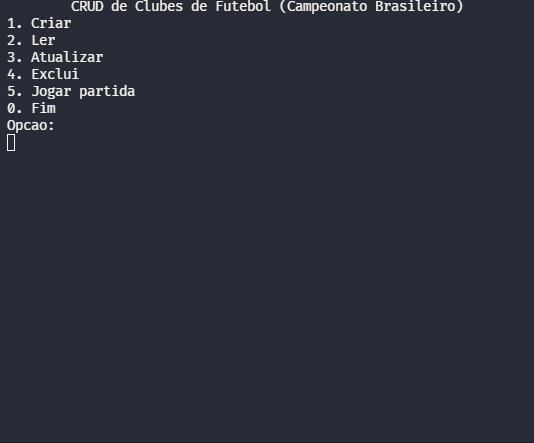 CRUD de Clubes de Futebol (Campeonato Brasileiro)
1. Criar
2. Ler
3. Atualizar
4. Exclui
5. Jogar partida
0. Fim
Opcao: